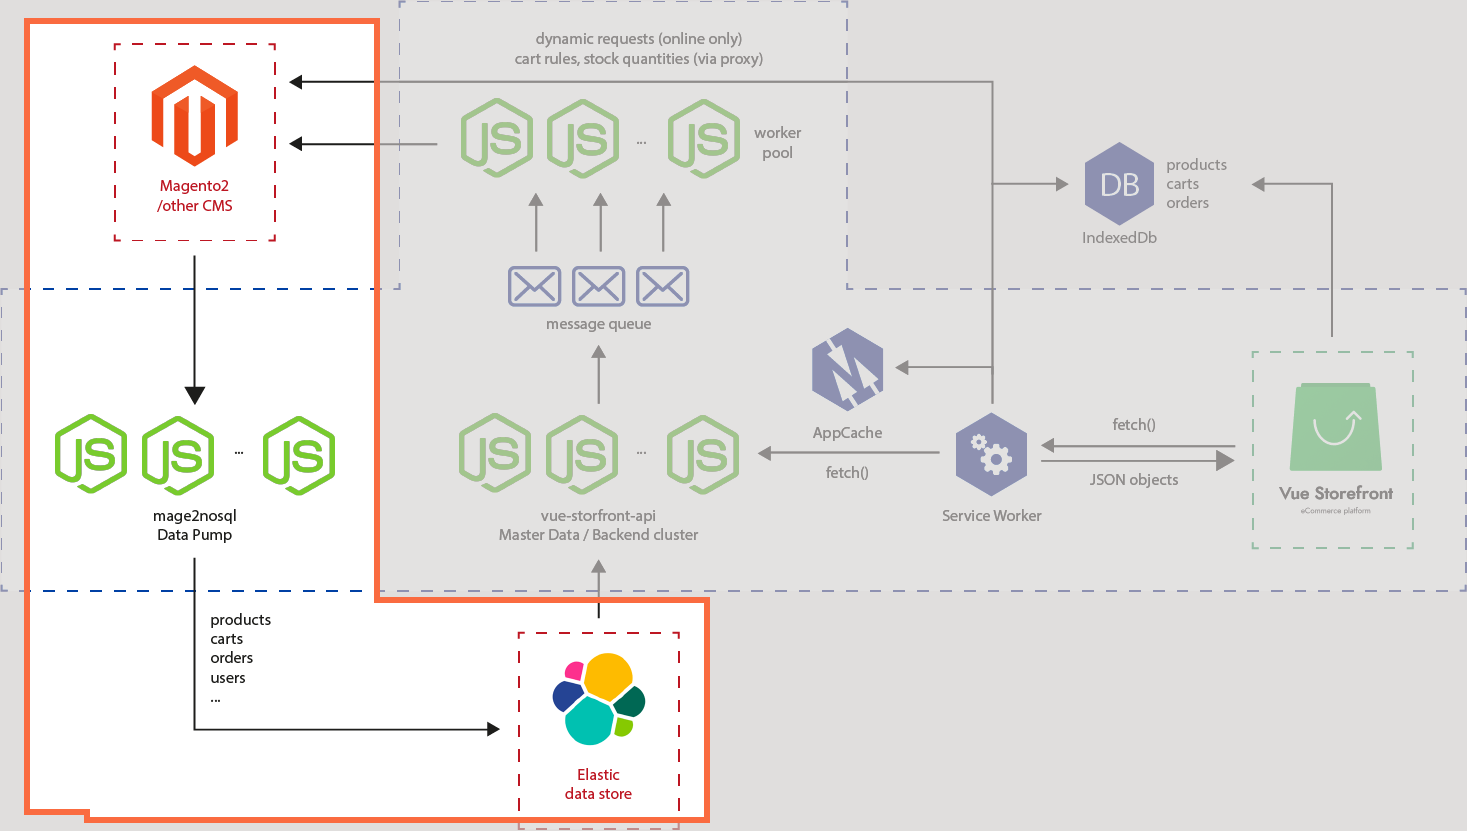 dynamic requests (online only)
cart rules, stock quantities (via proxy)
Magento2
/other CMS
JS
JS
...
JS
worker
pool
DB
products
carts
orders
IndexedDb
message queue
AppCache
JS
JS
...
JS
mage2nosql
Data Pump
JS
JS
...
JS
vue-storfront-api
Master Data / Backend cluster
fetch()
Service Worker
fetch()
JSON objects
Vue Storefront
eCommerce platform
products
carts
orders
users
...
Elastic
data store